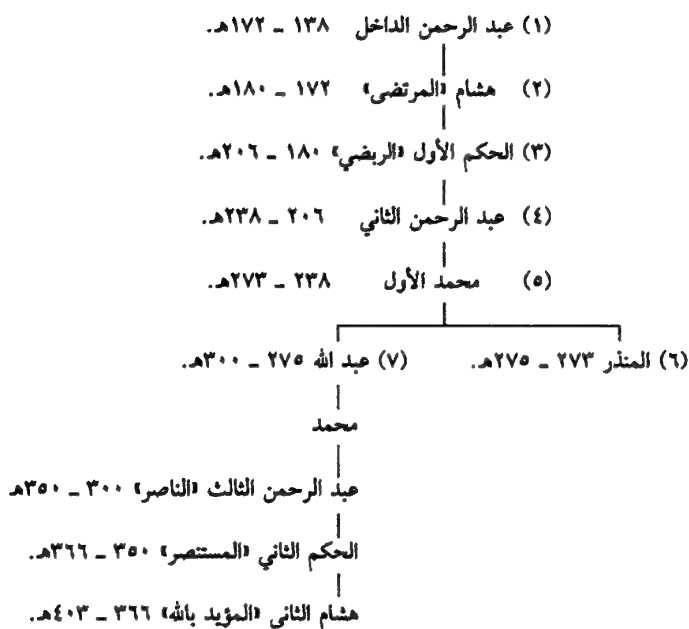 (١) عبد الرحمن الداخل ١٣٨ ـ ١٧٢هـ.
(٢) هشام «المرتضى» ١٧٢ ـ ١٨٠هـ.
(٣) الحكم الأول «الربضي» ١٨٠ ـ ٢٠٦هـ.
(٤) عبد الرحمن الثاني ٢٠٦ ـ ٢٣٨هـ.
(٥) محمد الأول ٢٣٨ ـ ٢٧٣هـ.
(٦) المنذر ٢٧٣ ـ ٢٧٥هـ. (٧) عبد الله ٢٧٥ ـ ٣٠٠هـ.
محمد
عبد الرحمن الثالث «الناصر» ٣٠٠ ـ ٣٥٠هـ
الحكم الثاني «المستنصر» ٣٥٠ ـ ٣٦٦هـ.
هشام الثاني «المؤيد بالله» ٣٦٦ ـ ٤٠٣هـ.